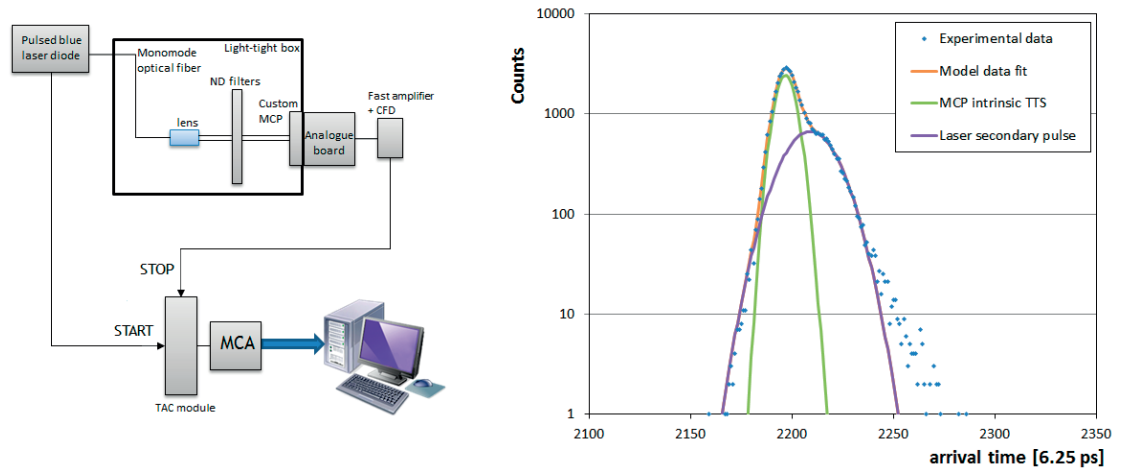 Pulsed blue
laser diode
Light-tight box
Monomode
optical fiber
ND filters
lens
Custom
MCP
Analogue
board
Fast amplifier
+ CFD
STOP
START
MCA
TAC module
Counts
10000
1000
100
10
1
2100
2150
2200
2250
2300
2350
arrival time [6.25 ps]
Experimental data
Model data fit
MCP intrinsic TTS
Laser secondary pulse